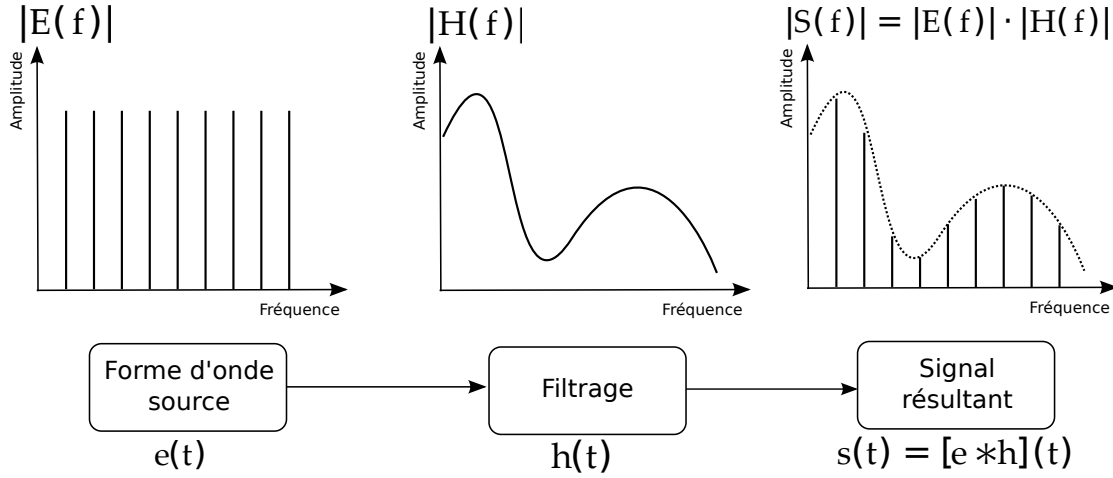 |E(f)|
|H(f)|
|S(f)| = |E(f)| · |H(f)|
Amplitude
Amplitude
Amplitude
Fréquence
Fréquence
Fréquence
Forme d'onde
source
Filtrage
Signal
résultant
e(t)
h(t)
s(t) = [e *h](t)